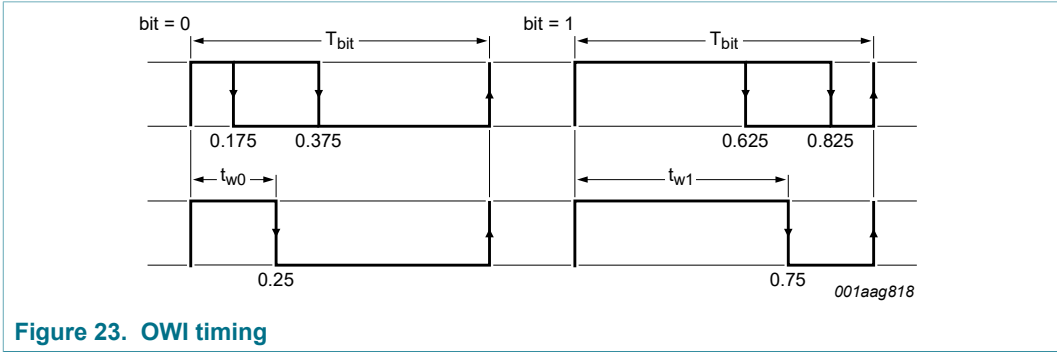 bit = 0
T_bit
bit = 1
T_bit
0.175
0.375
0.625
0.825
t_w0
t_w1
0.25
0.75
001aag818
Figure 23. OWI timing